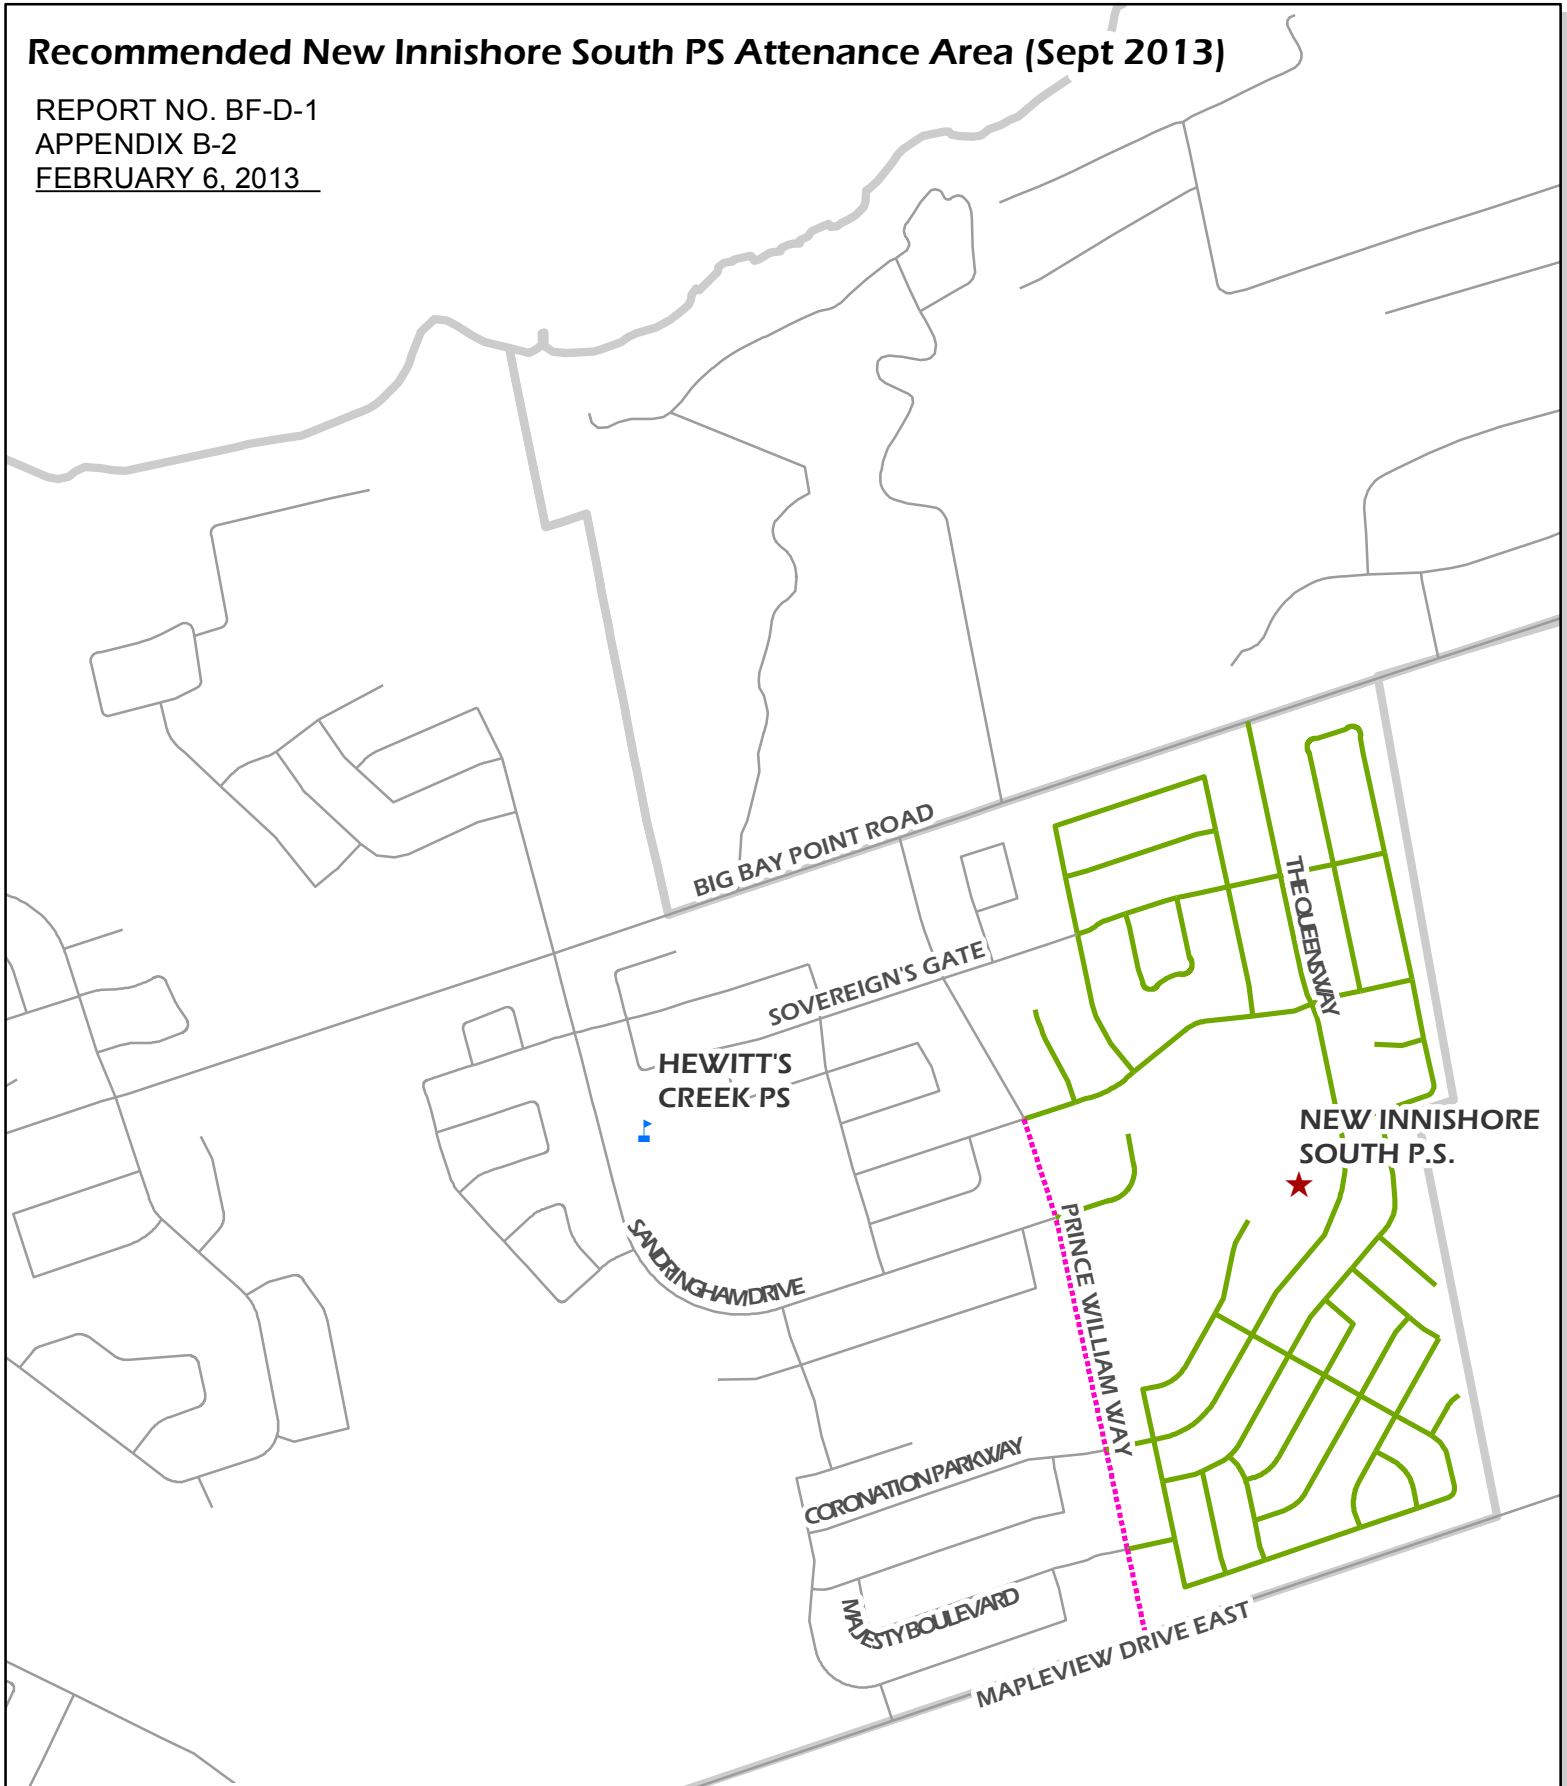 Recommended New Innishore South PS Attenance Area (Sept 2013)
REPORT NO. BF-D-1
APPENDIX B-2
FEBRUARY 6, 2013
BIG BAY POINT ROAD
THE QUEENSWAY
SOVEREIGN'S GATE
HEWITT'S
CREEK PS
NEW INNISHORE
SOUTH P.S.
SANDRINGHAM DRIVE
PRINCE WILLIAM WAY
CORONATION PARKWAY
MAJESTY BOULEVARD
MAPLEVIEW DRIVE EAST